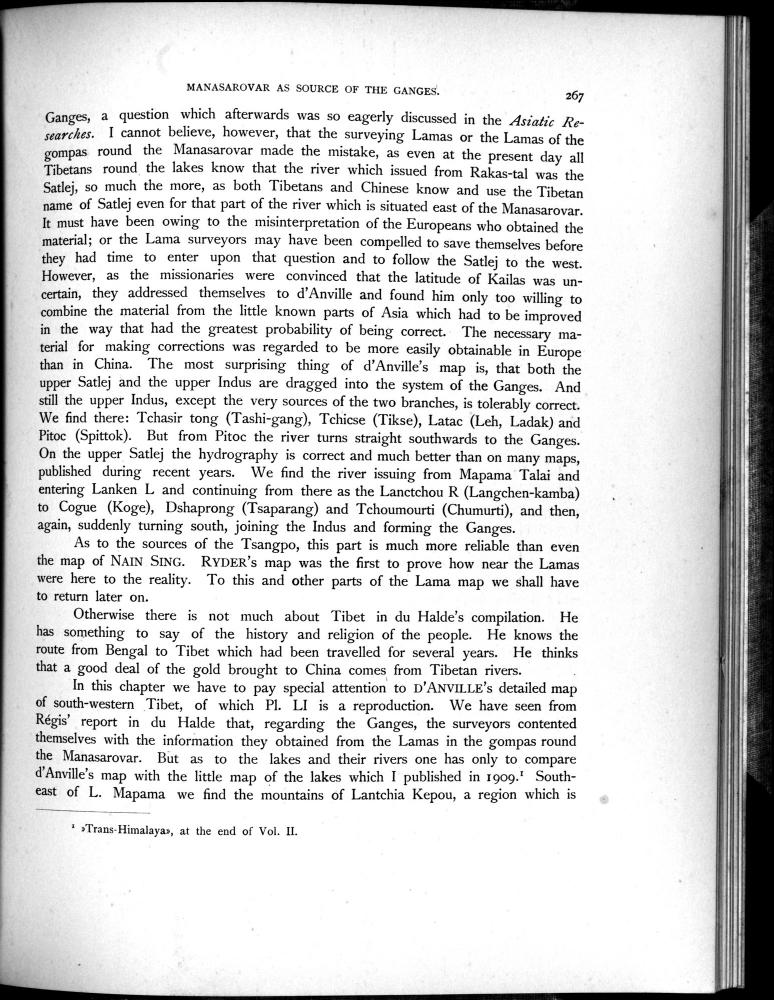 MANASAROVAR AS SOURCE OF THE GANGES.
267
Ganges, a question which afterwards was so eagerly discussed in the Asiatic Re-
searches. I cannot believe, however, that the surveying Lamas or the Lamas of the
gompas round the Manasarovar made the mistake, as even at the present day all
Tibetans round the lakes know that the river which issued from Rakas-tal was the
Satlej, so much the more, as both Tibetans and Chinese know and use the Tibetan
name of Satlej even for that part of the river which is situated east of the Manasarovar.
It must have been owing to the misinterpretation of the Europeans who obtained the
material; or the Lama surveyors may have been compelled to save themselves before
they had time to enter upon that question and to follow the Satlej to the west.
However, as the missionaries were convinced that the latitude of Kailas was un-
certain, they addressed themselves to d'Anville and found him only too willing to
combine the material from the little known parts of Asia which had to be improved
in the way that had the greatest probability of being correct. The necessary ma-
terial for making corrections was regarded to be more easily obtainable in Europe
than in China. The most surprising thing of d'Anville's map is, that both the
upper Satlej and the upper Indus are dragged into the system of the Ganges. And
still the upper Indus, except the very sources of the two branches, is tolerably correct.
We find there: Tchasir tong (Tashi-gang), Tchicse (Tikse), Latac (Leh, Ladak) and
Pitoc (Spittok). But from Pitoc the river turns straight southwards to the Ganges.
On the upper Satlej the hydrography is correct and much better than on many maps,
published during recent years. We find the river issuing from Mapama Talai and
entering Lanken L and continuing from there as the Lanctchou R (Langchen-kamba)
to Cogue (Koge), Dshaprong (Tsaparang) and Tchoumourti (Chumurti), and then,
again, suddenly turning south, joining the Indus and forming the Ganges.
As to the sources of the Tsangpo, this part is much more reliable than even
the map of NAIN SING. RYDER's map was the first to prove how near the Lamas
were here to the reality. To this and other parts of the Lama map we shall have
to return later on.
Otherwise there is not much about Tibet in du Halde's compilation. He
has something to say of the history and religion of the people. He knows the
route from Bengal to Tibet which had been travelled for several years. He thinks
that a good deal of the gold brought to China comes from Tibetan rivers.
In this chapter we have to pay special attention to D'ANVILLE's detailed map
of south-western Tibet, of which Pl. LI is a reproduction. We have seen from
Régis' report in du Halde that, regarding the Ganges, the surveyors contented
themselves with the information they obtained from the Lamas in the gompas round
the Manasarovar. But as to the lakes and their rivers one has only to compare
d'Anville's map with the little map of the lakes which I published in 1909.¹ South-
east of L. Mapama we find the mountains of Lantchia Kepou, a region which is
¹ »Trans-Himalaya», at the end of Vol. II.